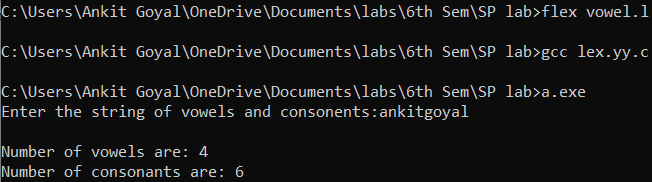 C:\Users\Ankit Goyal\OneDrive\Documents\labs\6th Sem\SP lab>flex vowel.l
C:\Users\Ankit Goyal\OneDrive\Documents\labs\6th Sem\SP lab>gcc lex.yy.c
C:\Users\Ankit Goyal\OneDrive\Documents\labs\6th Sem\SP lab>a.exe
Enter the string of vowels and consonents:ankitgoyal
Number of vowels are: 4
Number of consonants are: 6